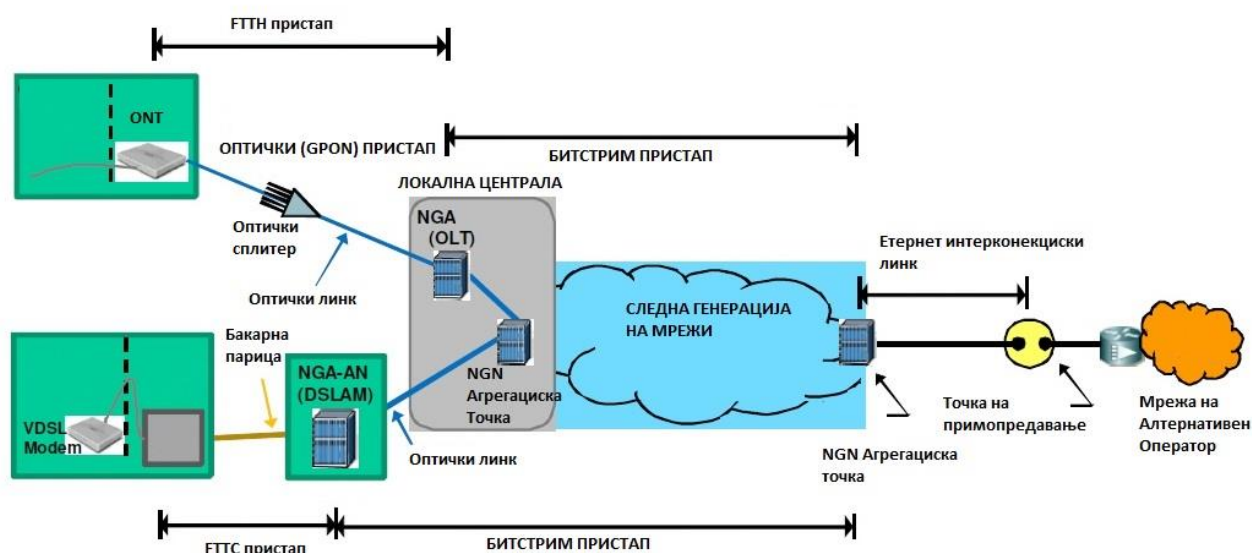 FTTH пристап
ONT
ОПТИЧКИ (GPON) ПРИСТАП
БИТСТРИМ ПРИСТАП
ЛОКАЛНА ЦЕНТРАЛА
NGA
(OLT)
Оптички
сплитер
Оптички линк
Етернет интерконекциски
линк
СЛЕДНА ГЕНЕРАЦИЈА
НА МРЕЖИ
Бакарна
парица
NGA-AN
(DSLAM)
NGN
Агрегациска
Точка
VDSL
Modem
Оптички линк
Точка на
примопредавање
Мрежа на
Алтернативен
Оператор
NGN Агрегациска
точка
FTTC пристап
БИТСТРИМ ПРИСТАП